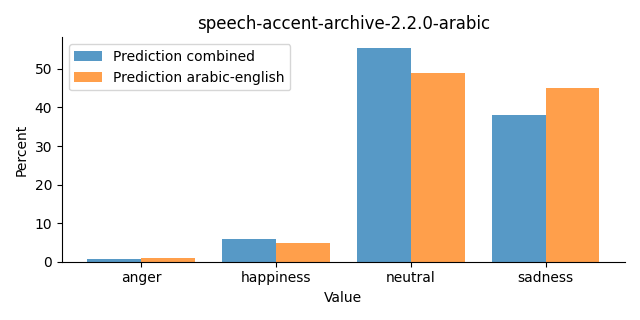 speech-accent-archive-2.2.0-arabic
Prediction combined
Prediction arabic-english
Percent
50
40
30
20
10
0
anger happiness neutral sadness
Value